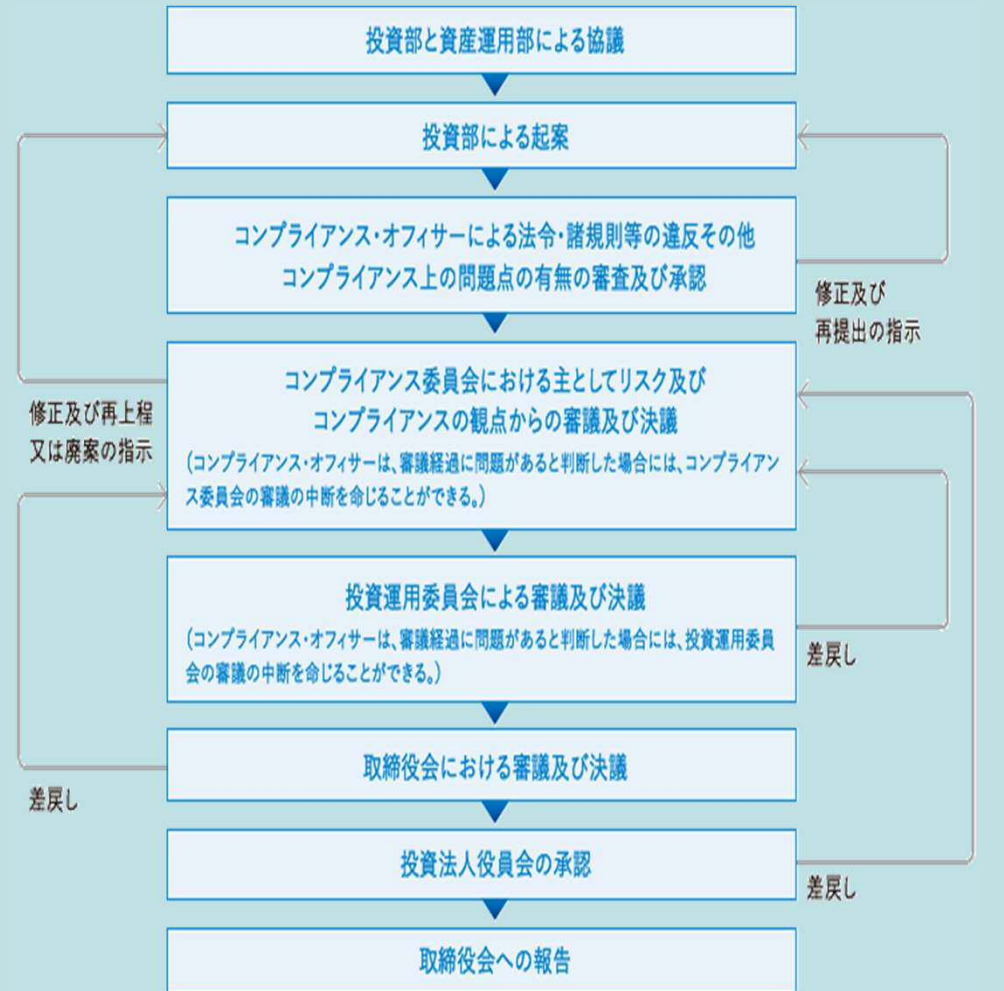 投資部と資産運用部による協議
投資部による起案
コンプライアンス・オフィサーによる法令・諸規則等の違反その他
コンプライアンス上の問題点の有無の審査及び承認
修正及び
再提出の指示
コンプライアンス委員会における主としてリスク及び
コンプライアンスの観点からの審議及び決議
(コンプライアンス・オフィサーは、審議経過に問題があると判断した場合には、コンプライアン
ス委員会の審議の中断を命じることができる。)
修正及び再上程
又は廃案の指示
投資運用委員会による審議及び決議
(コンプライアンス・オフィサーは、審議経過に問題があると判断した場合には、投資運用委員
会の審議の中断を命じることができる。)
差戻し
取締役会における審議及び決議
差戻し
投資法人役員会の承認
差戻し
取締役会への報告